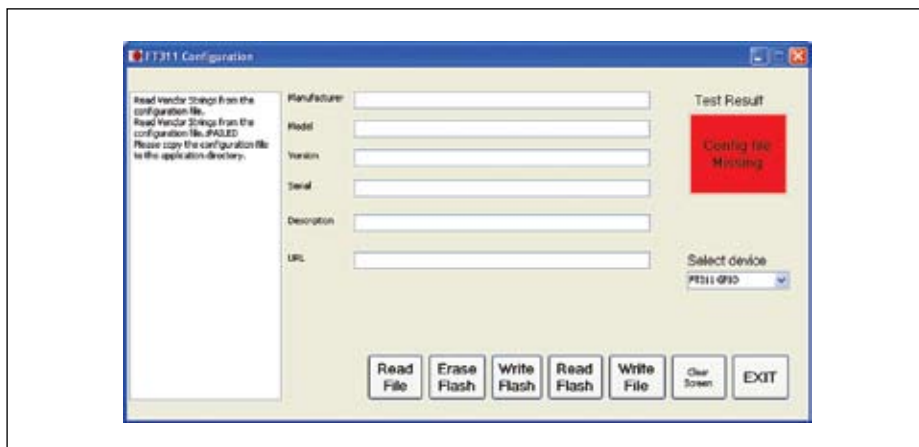 FT311 Configuration
Read Vendor Strings from the
configuration file.
Read Vendor Strings from the
configuration file..FAILED
Please copy the configuration file
to the application directory.
Manufacturer
Model
Version
Serial
Description
URL
Test Result
Config file
Missing
Select device
FT311 GPIO
Read
File
Erase
Flash
Write
Flash
Read
Flash
Write
File
Clear
Screen
EXIT